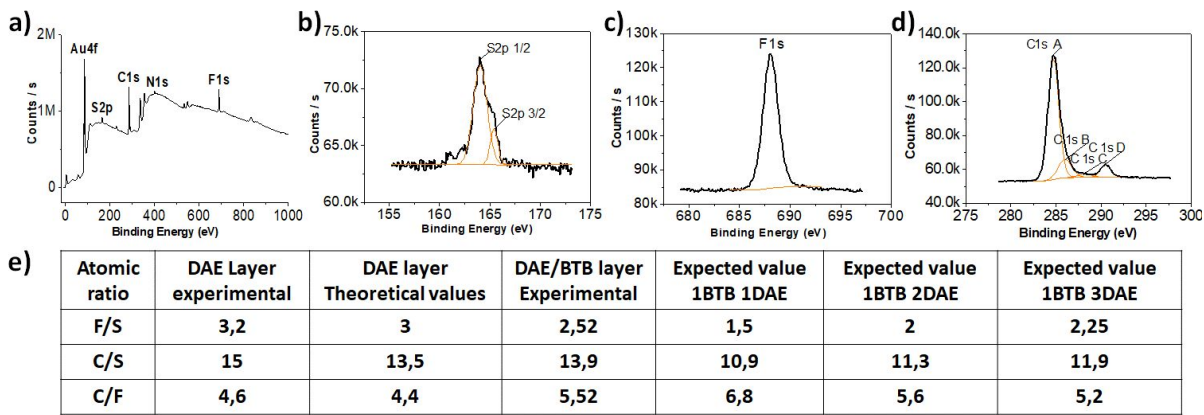 a)
2M
1M
0
Counts / s
Au4f
S2p
C1s
N1s
F1s
0 200 400 600 800 1000
Binding Energy (eV)
b)
75.0k
70.0k
65.0k
60.0k
Counts / s
S2p 1/2
S2p 3/2
155 160 165 170 175
Binding Energy (eV)
c)
130k
120k
110k
100k
90k
80k
Counts / s
F1s
680 685 690 695 700
Binding Energy (eV)
d)
140.0k
120.0k
100.0k
80.0k
60.0k
40.0k
Counts / s
C1s A
C 1s B
C 1s C
C 1s D
275 280 285 290 295 300
Binding Energy (eV)
e)
Atomic ratio | DAE Layer experimental | DAE layer Theoretical values | DAE/BTB layer Experimental | Expected value 1BTB 1DAE | Expected value 1BTB 2DAE | Expected value 1BTB 3DAE
F/S | 3,2 | 3 | 2,52 | 1,5 | 2 | 2,25
C/S | 15 | 13,5 | 13,9 | 10,9 | 11,3 | 11,9
C/F | 4,6 | 4,4 | 5,52 | 6,8 | 5,6 | 5,2